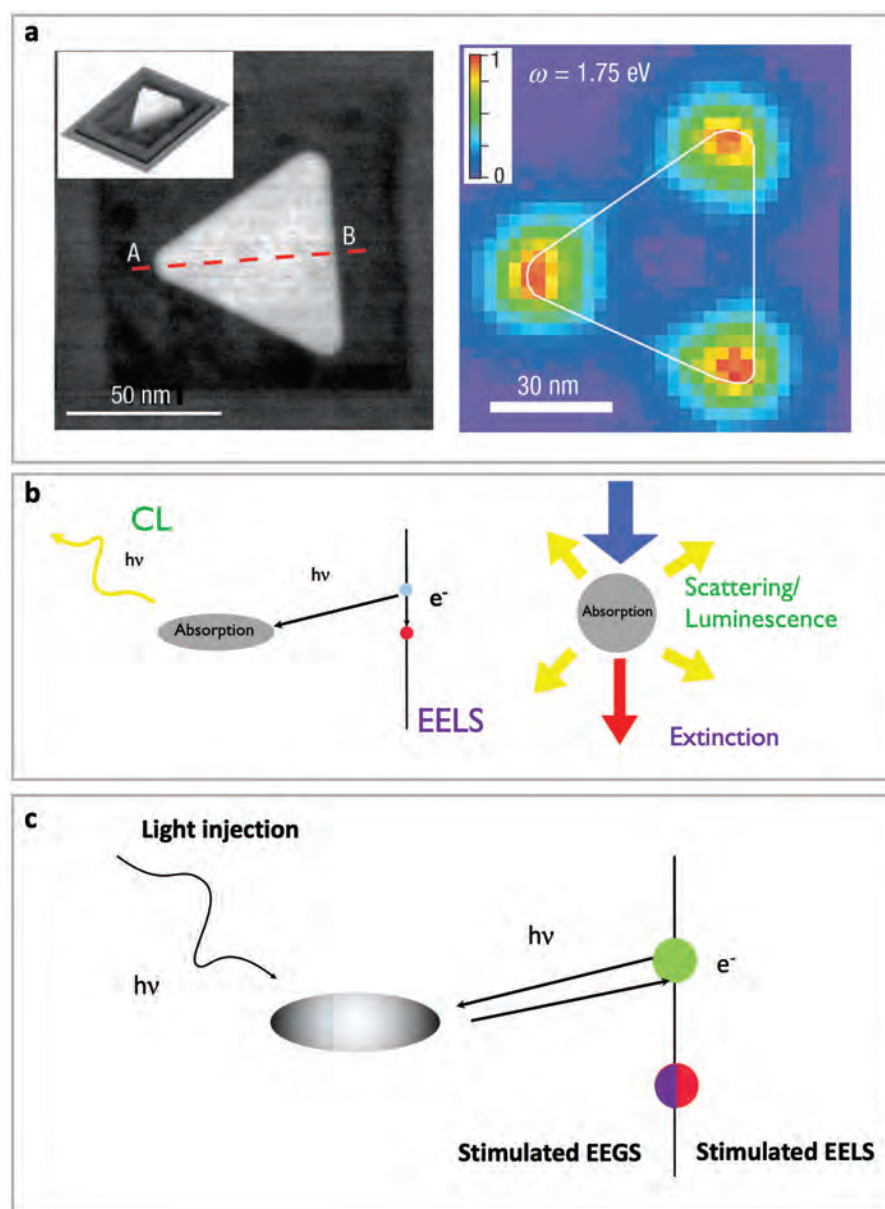 a
A
B
50 nm
1
0
ω = 1.75 eV
30 nm
b
CL
hν
hν
e-
Absorption
EELS
Absorption
Scattering/
Luminescence
Extinction
c
Light injection
hν
hν
e-
Stimulated EEGS
Stimulated EELS